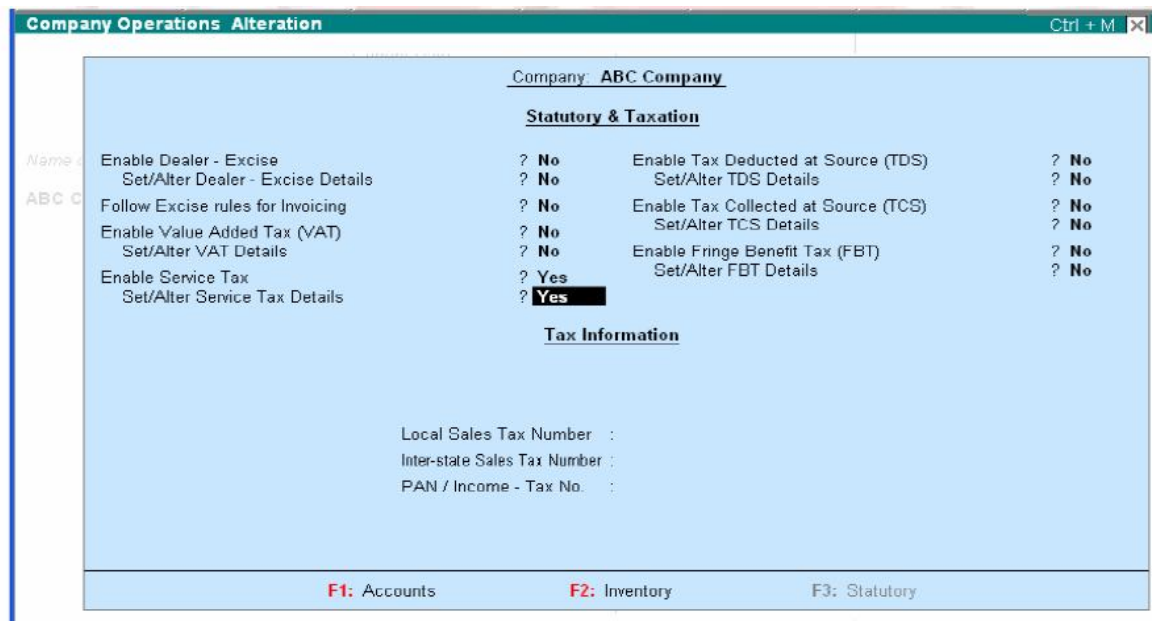 Company Operations Alteration Ctrl + M
Company: ABC Company
Statutory & Taxation
Enable Dealer - Excise ? No
Set/Alter Dealer - Excise Details ? No
Follow Excise rules for Invoicing ? No
Enable Value Added Tax (VAT) ? No
Set/Alter VAT Details ? No
Enable Service Tax ? Yes
Set/Alter Service Tax Details ? Yes
Enable Tax Deducted at Source (TDS) ? No
Set/Alter TDS Details ? No
Enable Tax Collected at Source (TCS) ? No
Set/Alter TCS Details ? No
Enable Fringe Benefit Tax (FBT) ? No
Set/Alter FBT Details ? No
Name
ABC C
Tax Information
Local Sales Tax Number :
Inter-state Sales Tax Number :
PAN / Income - Tax No. :
F1: Accounts F2: Inventory F3: Statutory